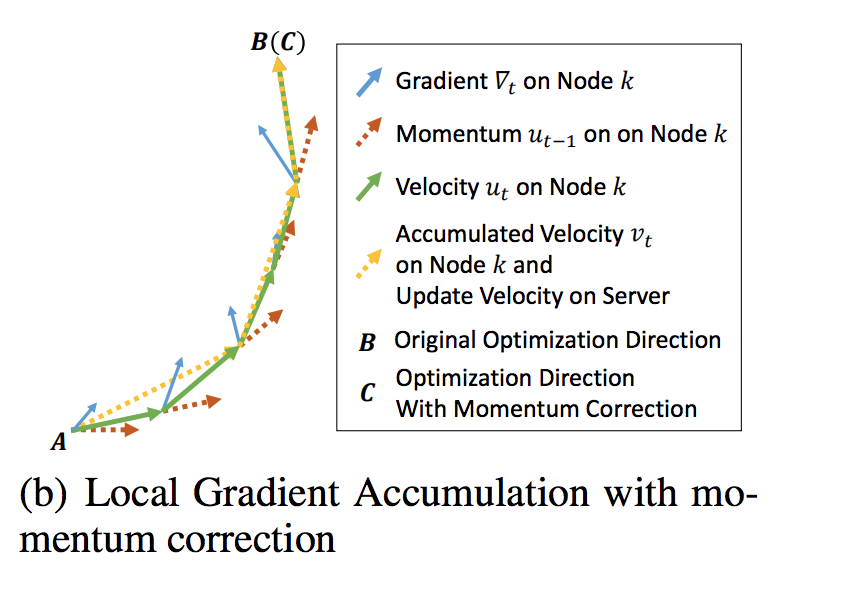 B(C)
Gradient ∇t on Node k
Momentum ut−1 on on Node k
Velocity ut on Node k
Accumulated Velocity vt
on Node k and
Update Velocity on Server
B Original Optimization Direction
C Optimization Direction
With Momentum Correction
A
(b) Local Gradient Accumulation with mo-
mentum correction